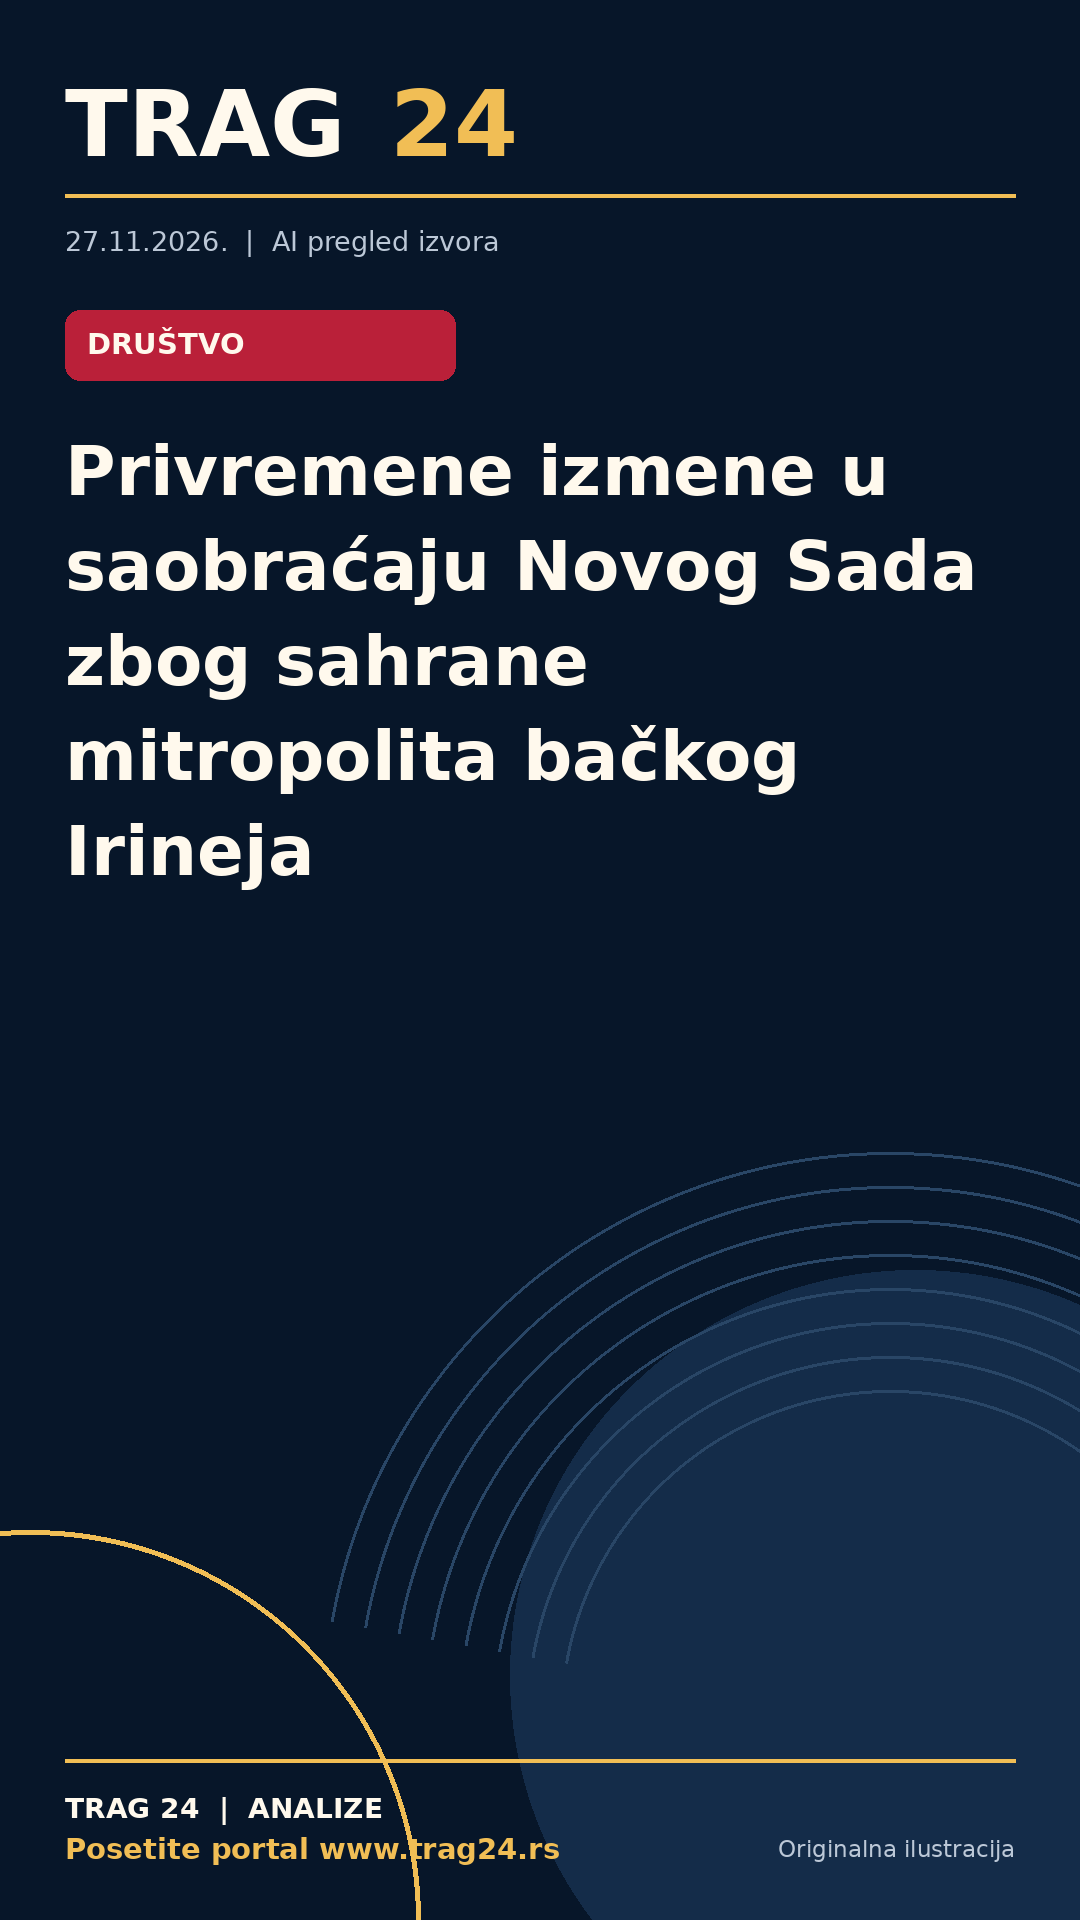 TRAG 24
27.11.2026. | AI pregled izvora
DRUŠTVO
Privremene izmene u
saobraćaju Novog Sada
zbog sahrane
mitropolita bačkog
Irineja
TRAG 24 | ANALIZE
Posetite portal www.trag24.rs
Originalna ilustracija